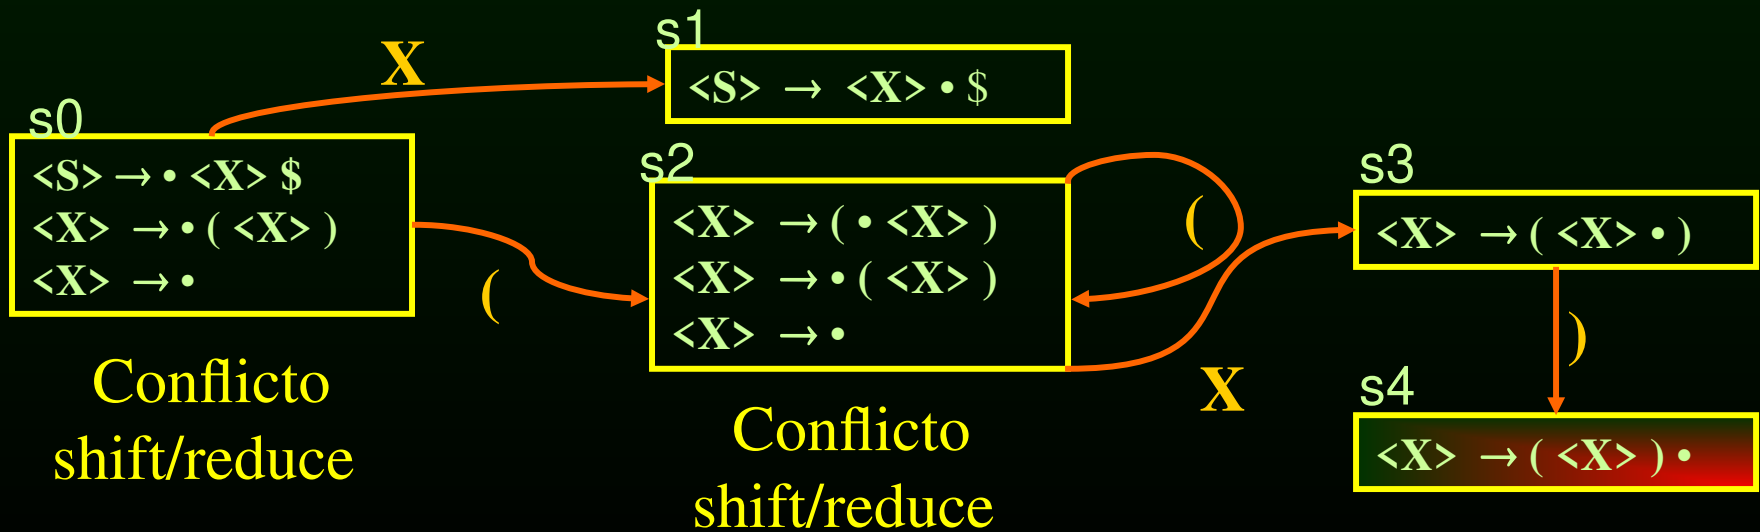 s0
<S> → • <X> $
<X> → • ( <X> )
<X> → •
Conflicto
shift/reduce
X
(
s1
<S> → <X> • $
s2
<X> → ( • <X> )
<X> → • ( <X> )
<X> → •
Conflicto
shift/reduce
(
X
s3
<X> → ( <X> • )
)
s4
<X> → ( <X> ) •